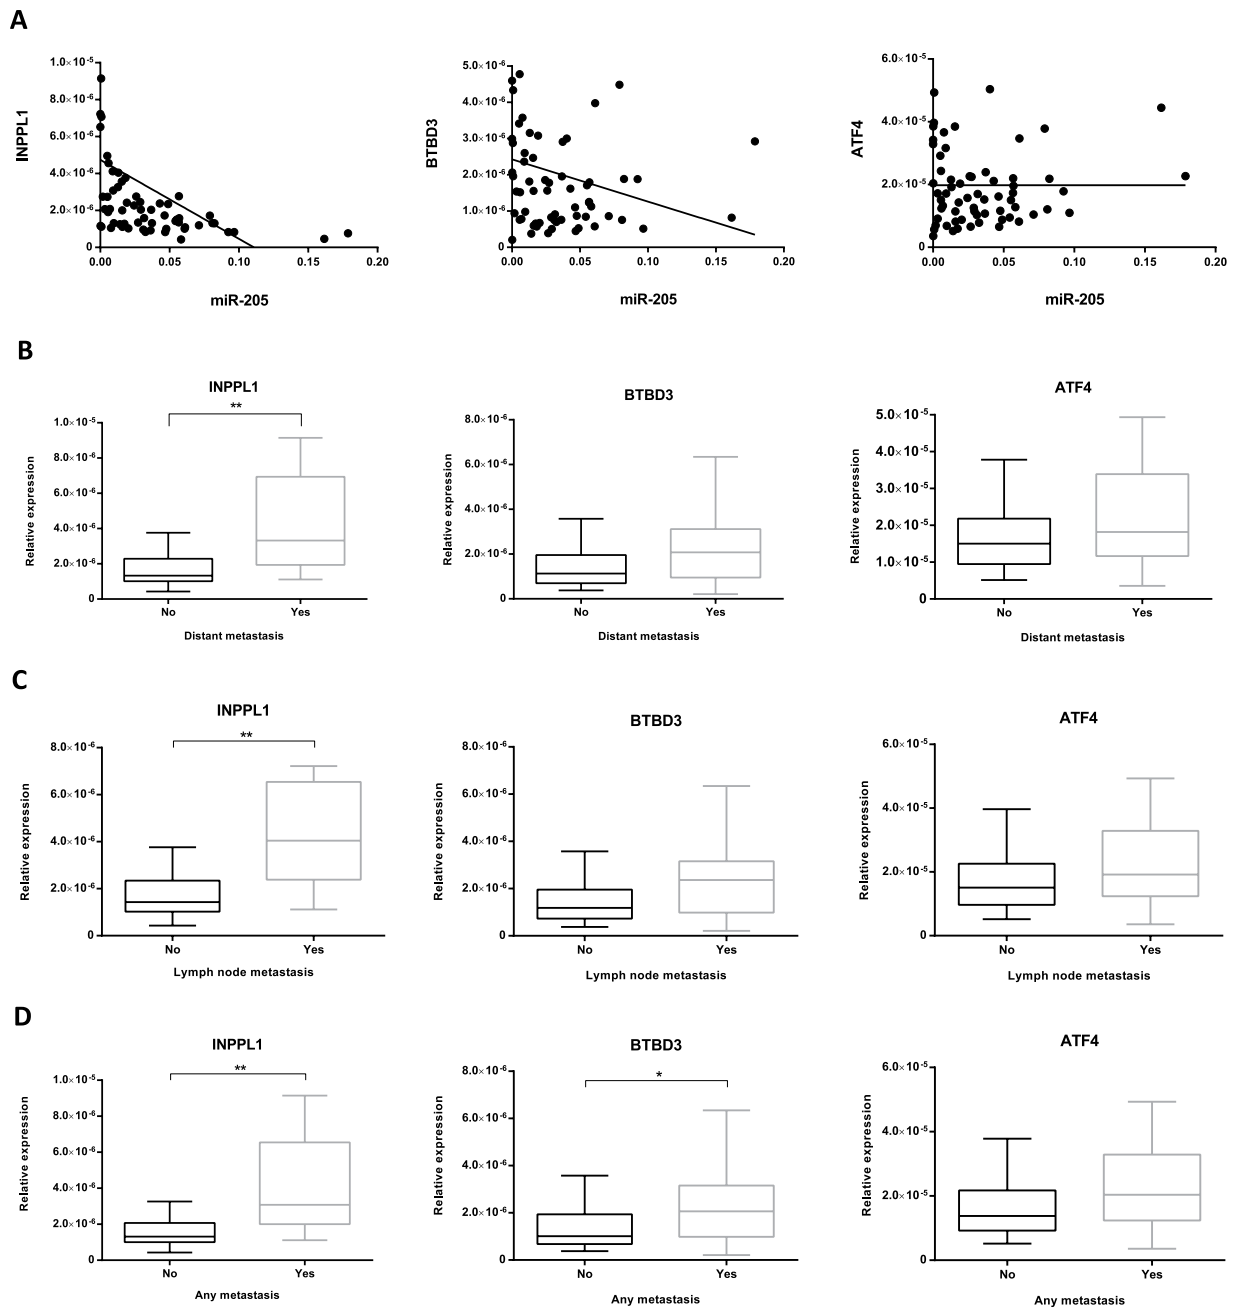 A
INPPL1
1.0×10⁻⁵
8.0×10⁻⁶
6.0×10⁻⁶
4.0×10⁻⁶
2.0×10⁻⁶
0
0.00 0.05 0.10 0.15 0.20
miR-205
BTBD3
5.0×10⁻⁶
4.0×10⁻⁶
3.0×10⁻⁶
2.0×10⁻⁶
1.0×10⁻⁶
0
0.00 0.05 0.10 0.15 0.20
miR-205
ATF4
6.0×10⁻⁵
4.0×10⁻⁵
2.0×10⁻⁵
0
0.00 0.05 0.10 0.15 0.20
miR-205
B
INPPL1
**
Relative expression
1.0×10⁻⁵
8.0×10⁻⁶
6.0×10⁻⁶
4.0×10⁻⁶
2.0×10⁻⁶
0
No Yes
Distant metastasis
BTBD3
Relative expression
8.0×10⁻⁶
6.0×10⁻⁶
4.0×10⁻⁶
2.0×10⁻⁶
0
No Yes
Distant metastasis
ATF4
Relative expression
5.0×10⁻⁵
4.0×10⁻⁵
3.0×10⁻⁵
2.0×10⁻⁵
1.0×10⁻⁵
0
No Yes
Distant metastasis
C
INPPL1
**
Relative expression
8.0×10⁻⁶
6.0×10⁻⁶
4.0×10⁻⁶
2.0×10⁻⁶
0
No Yes
Lymph node metastasis
BTBD3
Relative expression
8.0×10⁻⁶
6.0×10⁻⁶
4.0×10⁻⁶
2.0×10⁻⁶
0
No Yes
Lymph node metastasis
ATF4
Relative expression
6.0×10⁻⁵
4.0×10⁻⁵
2.0×10⁻⁵
0
No Yes
Lymph node metastasis
D
INPPL1
**
Relative expression
1.0×10⁻⁵
8.0×10⁻⁶
6.0×10⁻⁶
4.0×10⁻⁶
2.0×10⁻⁶
0
No Yes
Any metastasis
BTBD3
*
Relative expression
8.0×10⁻⁶
6.0×10⁻⁶
4.0×10⁻⁶
2.0×10⁻⁶
0
No Yes
Any metastasis
ATF4
Relative expression
6.0×10⁻⁵
4.0×10⁻⁵
2.0×10⁻⁵
0
No Yes
Any metastasis